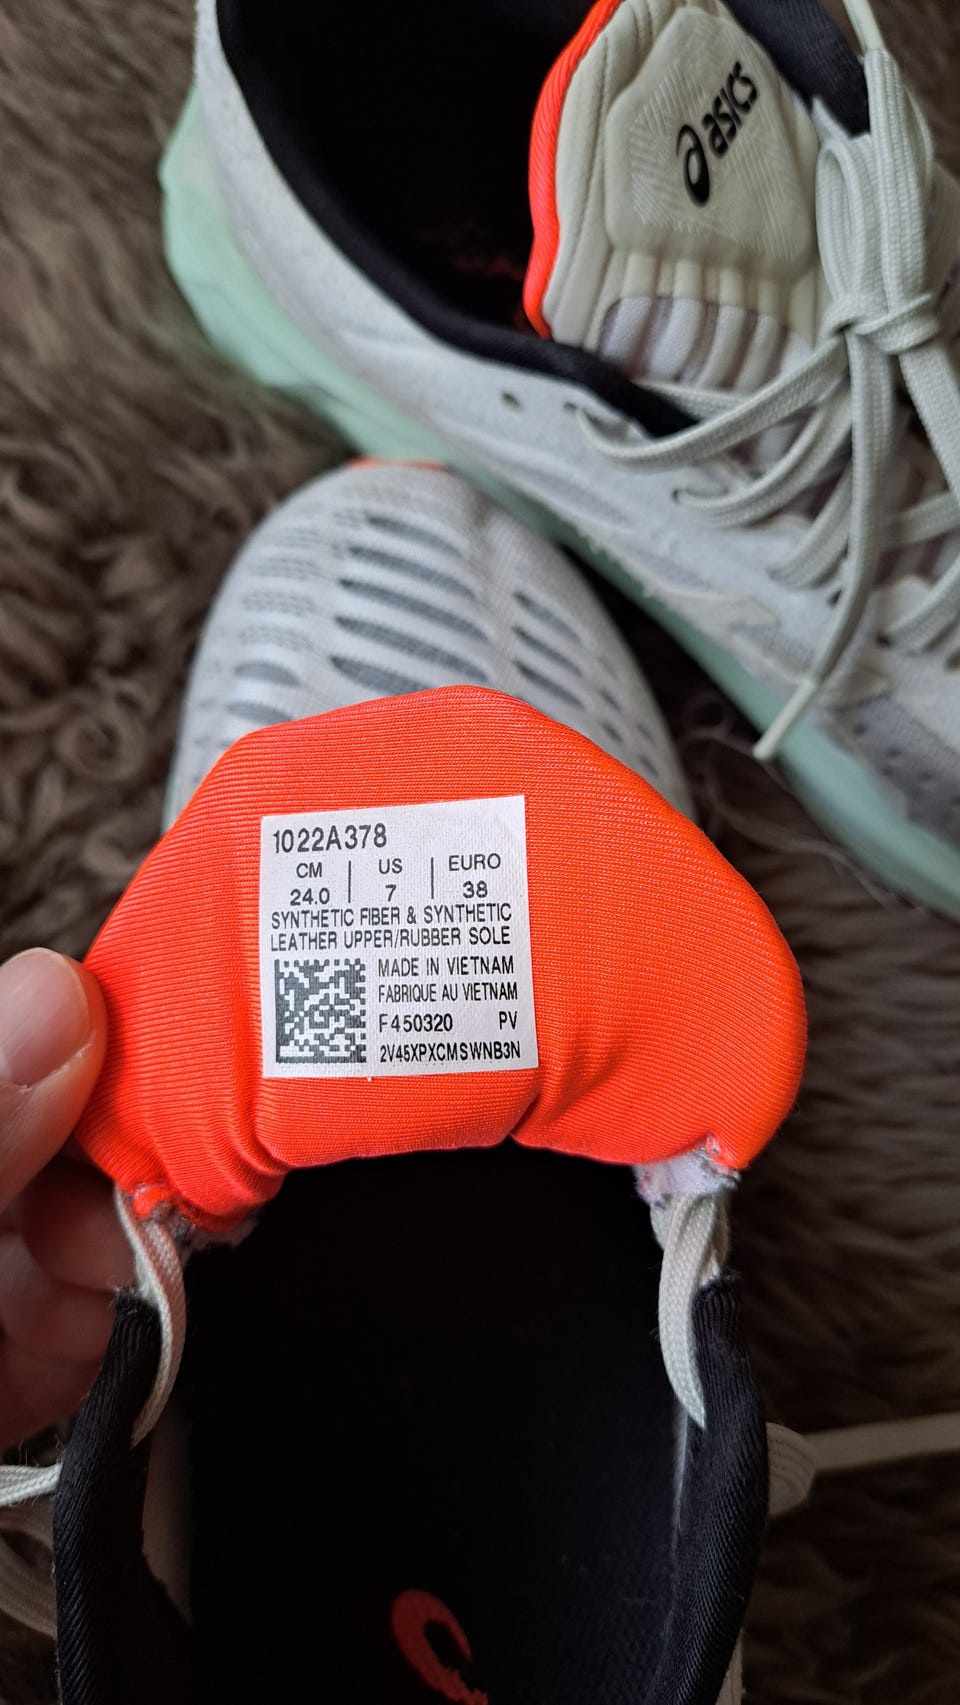 asics
1022A378
CM | US | EURO
24.0 | 7 | 38
SYNTHETIC FIBER & SYNTHETIC
LEATHER UPPER/RUBBER SOLE
MADE IN VIETNAM
FABRIQUE AU VIETNAM
F450320 PV
2V45XPXCMSWNB3N